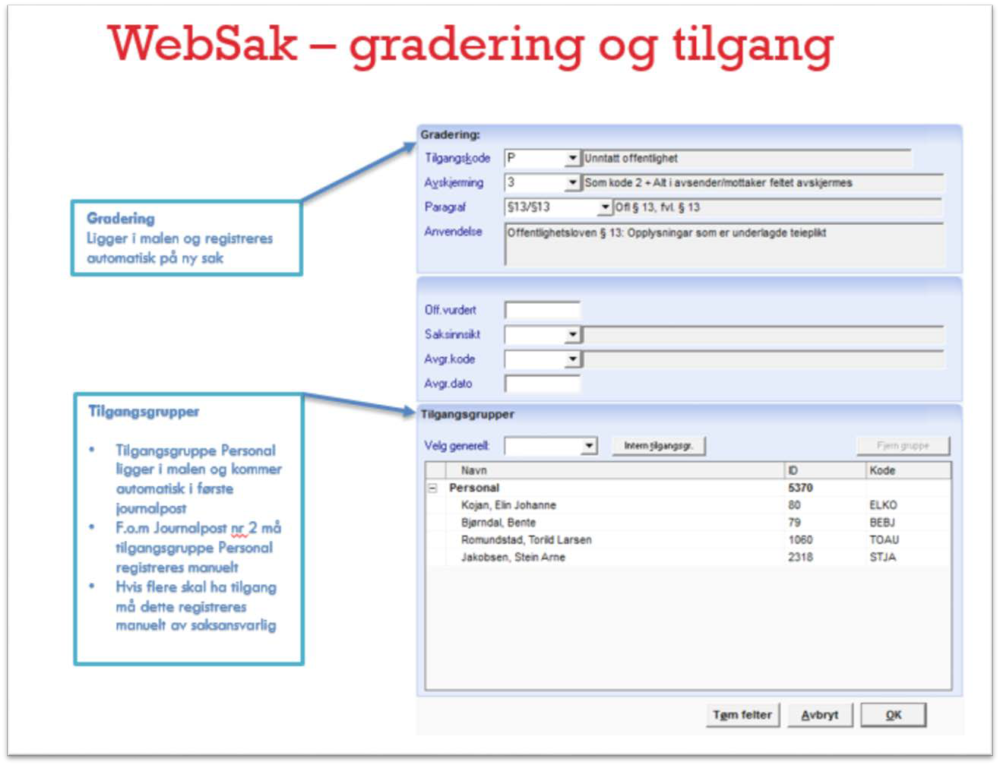 WebSak – gradering og tilgang
Gradering
Ligger i malen og registreres
automatisk på ny sak
Gradering:
Tilgangskode P Unntatt offentlighet
Avskjerming 3 Som kode 2 + Alt i avsender/mottaker feltet avskjermes
Paragraf §13/§13 Ofl § 13, fvl. § 13
Anvendelse Offentlighetsloven § 13: Opplysningar som er underlagde teieplikt
Off.vurdert
Saksinnsikt
Avgr.kode
Avgr.dato
Tilgangsgrupper
• Tilgangsgruppe Personal
ligger i malen og kommer
automatisk i første
journalpost
• F.o.m Journalpost nr 2 må
tilgangsgruppe Personal
registreres manuelt
• Hvis flere skal ha tilgang
må dette registreres
manuelt av saksansvarlig
Tilgangsgrupper
Velg generell: Intern tilgangsgr. Fjern gruppe
Navn ID Kode
Personal 5370
Kojan, Elin Johanne 80 ELKO
Bjørndal, Bente 79 BEBJ
Romundstad, Torild Larsen 1060 TOAU
Jakobsen, Stein Arne 2318 STJA
Tøm felter Avbryt OK